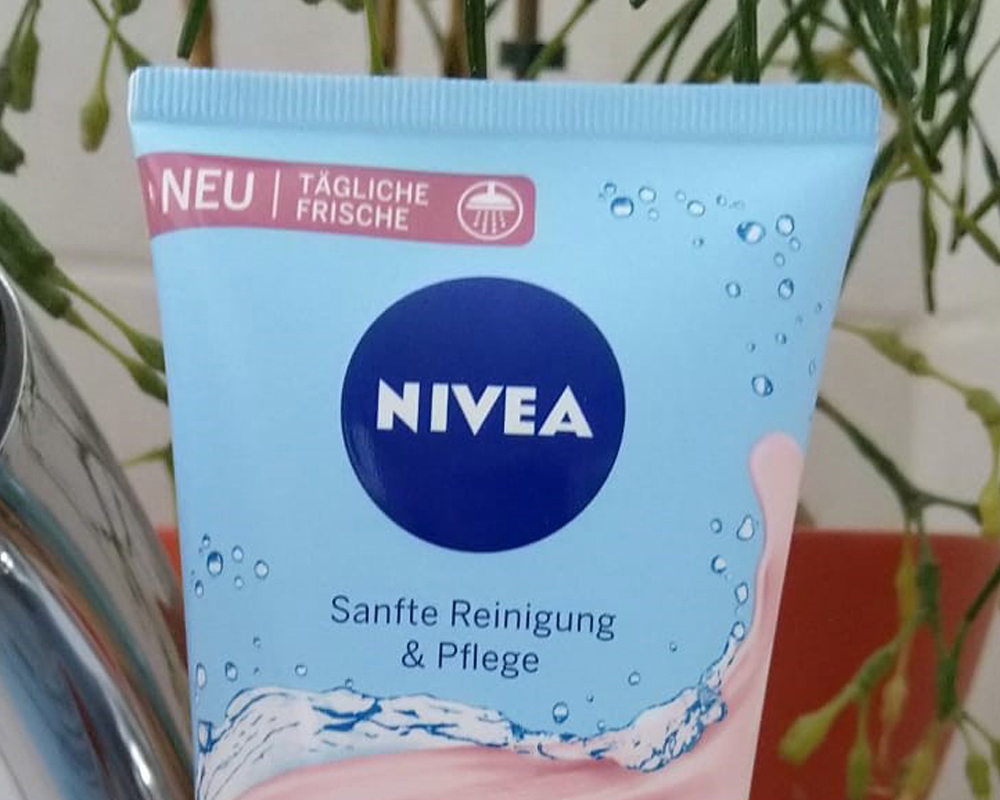 NEU | TÄGLICHE
FRISCHE
NIVEA
Sanfte Reinigung
& Pflege